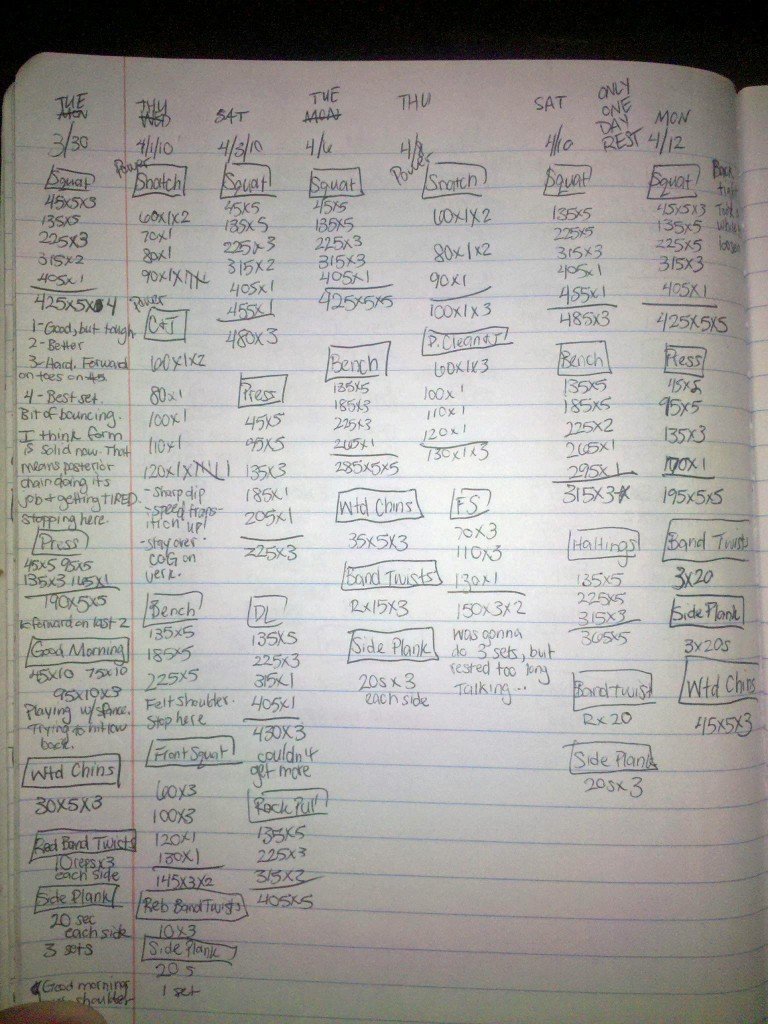 TUE
MON
3/30
Squat
45x5x3
135x5
225x3
315x2
405x1
425x5x4
1-Good, but tough
2-Better
3-Hard. Forward
on toes on 45.
4-Best set.
Bit of bouncing.
I think form
is solid now. That
means posterior
chain doing its
job + getting TIRED.
Stopping here.
Press
45x5 95x5
135x3 165x1
190x5x5
to forward on last 2
Good Morning
45x10 75x10
95x10x3
Playing w/ stance.
Trying to hit low
back.
Wtd Chins
30x5x3
Red Band Twists
10 reps x3
each side
Side Plank
20 sec
each side
3 sets
Good morning
shoulder
THU
WED
4/1/10
Power
Snatch
60x1x2
70x1
80x1
90x1x
Power
C&J
60x1x2
80x1
100x1
110x1
120x1x
-sharp dip
-speed trans-
ition up!
-stay over
COG on
jerk.
Bench
135x5
185x5
225x5
Felt shoulder.
Stop here
Front Squat
60x3
100x3
120x1
130x1
145x3x2
Reb Band Twists
10x3
Side Plank
20 s
1 set
SAT
4/3/10
Squat
45x5
135x5
225x3
315x2
405x1
455x1
480x3
Press
45x5
95x5
135x3
185x1
205x1
225x3
DL
135x5
225x3
315x1
405x1
430x3
couldn't
get more
Rack Pull
135x5
225x3
315x2
405x5
TUE
MON
4/6
Squat
45x5
135x5
225x3
315x3
405x1
425x5x5
Bench
135x5
185x3
225x3
265x1
285x5x5
Wtd Chins
35x5x3
Band Twists
Rx15x3
Side Plank
20s x3
each side
THU
4/8
Power
Snatch
60x1x2
80x1x2
90x1
100x1x3
P. Clean & J
60x1x3
100x1
110x1
120x1
130x1x3
FS
70x3
110x3
130x1
150x3x2
Was gonna
do 3 sets, but
rested too long
talking...
SAT
4/10
Squat
135x5
225x5
315x3
405x1
455x1
485x3
Bench
135x5
185x5
225x2
265x1
295x1
315x3
Haltings
135x5
225x5
315x3
365x5
Band twist
Rx20
Side Plank
20s x3
ONLY
ONE
DAY
REST
MON
4/12
Squat
45x5x3
135x5
225x5
315x3
405x1
425x5x5
Back
tight
Press
45x5
95x5
135x3
170x1
195x5x5
Band Twists
3x20
Side Plank
3x20s
Wtd Chins
45x5x3